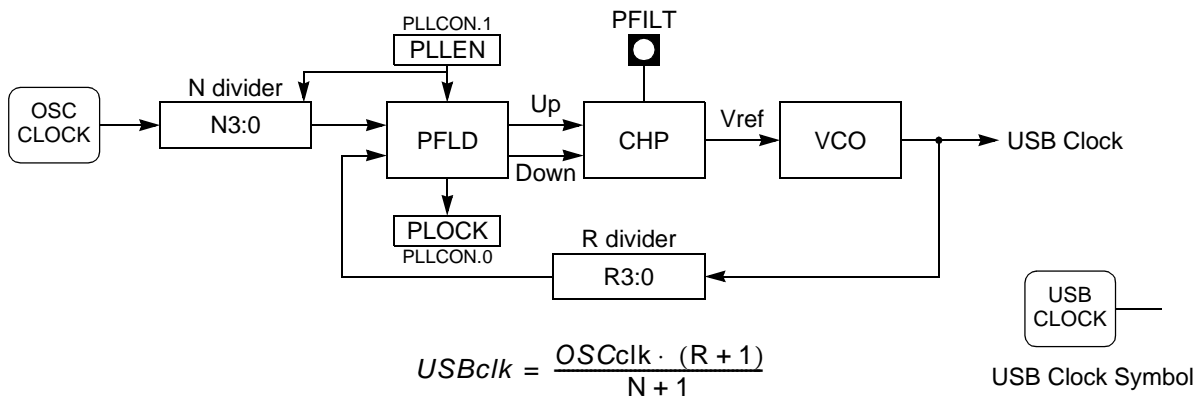 PLLCON.1
PLLEN
PFILT
N divider
OSC
CLOCK
N3:0
PFLD
Up
Down
CHP
Vref
VCO
USB Clock
PLOCK
PLLCON.0
R divider
R3:0
USB
CLOCK
USB Clock Symbol
USBclk = OSCclk · (R + 1)
N + 1